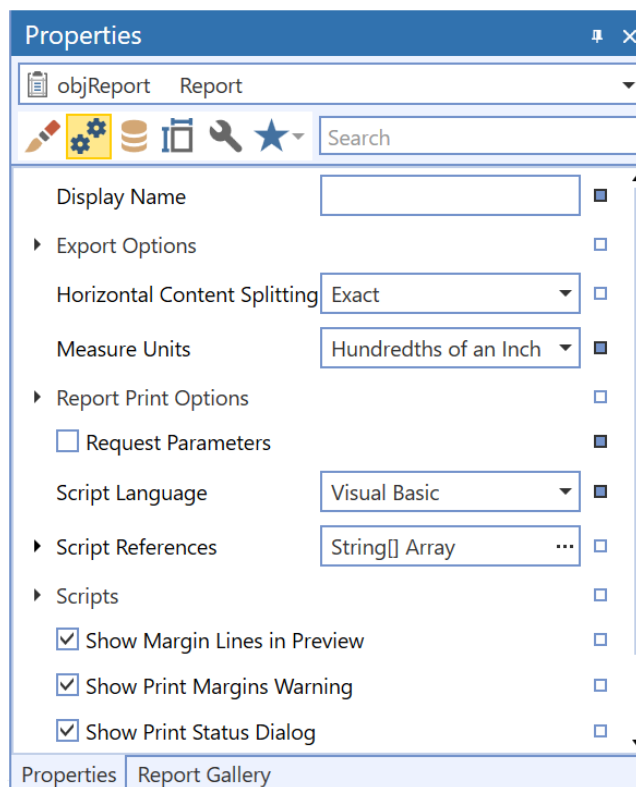 Properties
objReport Report
Search
Display Name
Export Options
Horizontal Content Splitting Exact
Measure Units Hundredths of an Inch
Report Print Options
Request Parameters
Script Language Visual Basic
Script References String[] Array ...
Scripts
Show Margin Lines in Preview
Show Print Margins Warning
Show Print Status Dialog
Properties Report Gallery